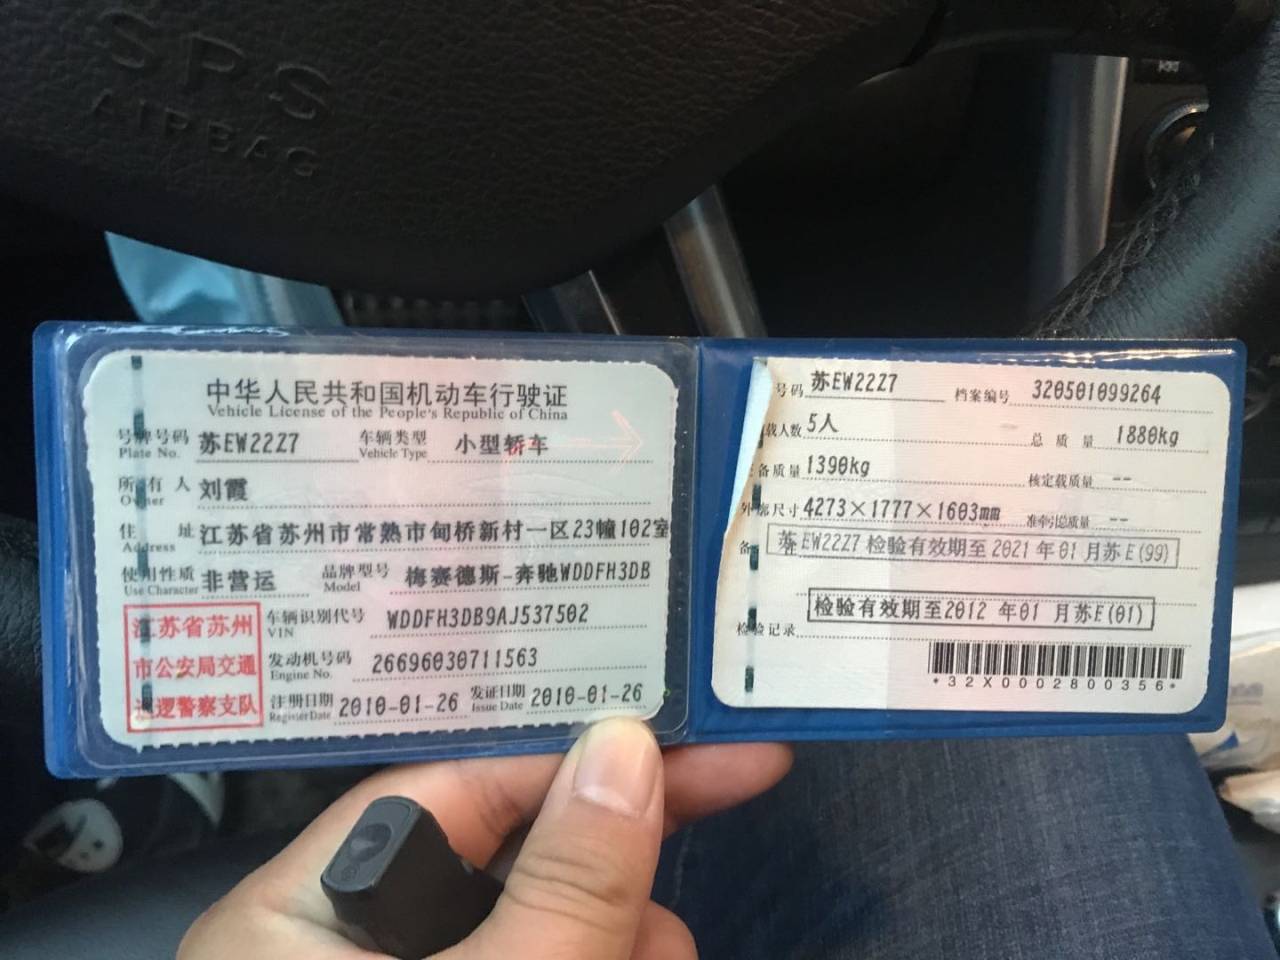 SRS
AIRBAG
中华人民共和国机动车行驶证
Vehicle License of the People's Republic of China
号牌号码 苏EW22Z7 车辆类型 小型轿车
Plate No. Vehicle Type
所有人 刘霞
Owner
住址 江苏省苏州市常熟市甸桥新村一区23幢102室
Address
使用性质 非营运 品牌型号 梅赛德斯-奔驰WDDFH3DB
Use Character Model
江苏省苏州
市公安局交通
巡逻警察支队
车辆识别代号 WDDFH3DB9AJ537502
VIN
发动机号码 26696030711563
Engine No.
注册日期 2010-01-26 发证日期 2010-01-26
Register Date Issue Date
号码 苏EW22Z7 档案编号 320501099264
载人数 5人 总质量 1880kg
备质量 1390kg 核定载质量 --
外廓尺寸 4273×1777×1603mm 准牵引总质量 --
备 苏EW22Z7 检验有效期至 2021 年 01 月苏E(99)
检验有效期至2012 年 01 月苏E(01)
检验记录
*32X0002800356*